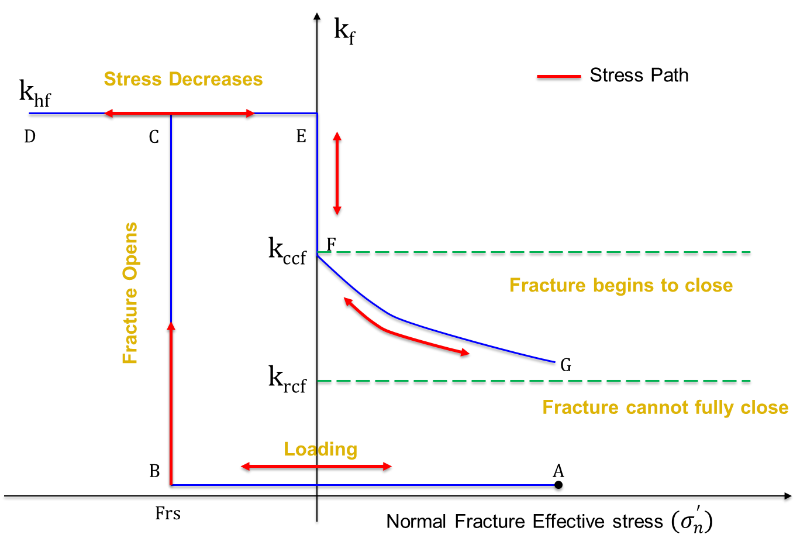 k_f
Stress Decreases
Stress Path
k_hf
D
C
E
Fracture Opens
F
k_ccf
Fracture begins to close
G
k_rcf
Fracture cannot fully close
Loading
B
A
Frs
Normal Fracture Effective stress (σ_n′)